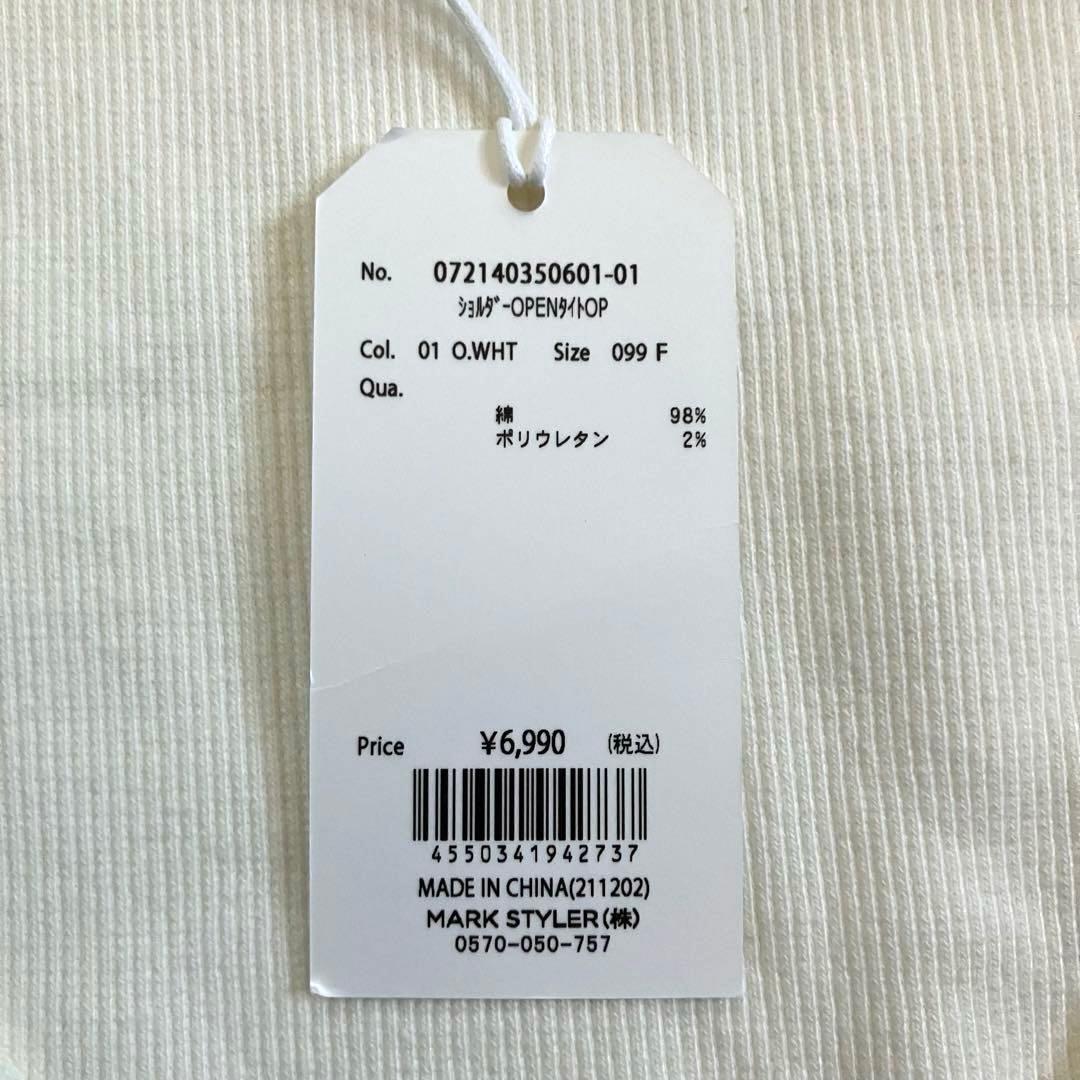 No. 072140350601-01
ｼｮﾙﾀﾞｰOPENﾀｲﾄOP
Col. 01 O.WHT Size 099 F
Qua.
綿 98%
ポリウレタン 2%
Price ¥6,990 (税込)
4550341942737
MADE IN CHINA(211202)
MARK STYLER(株)
0570-050-757